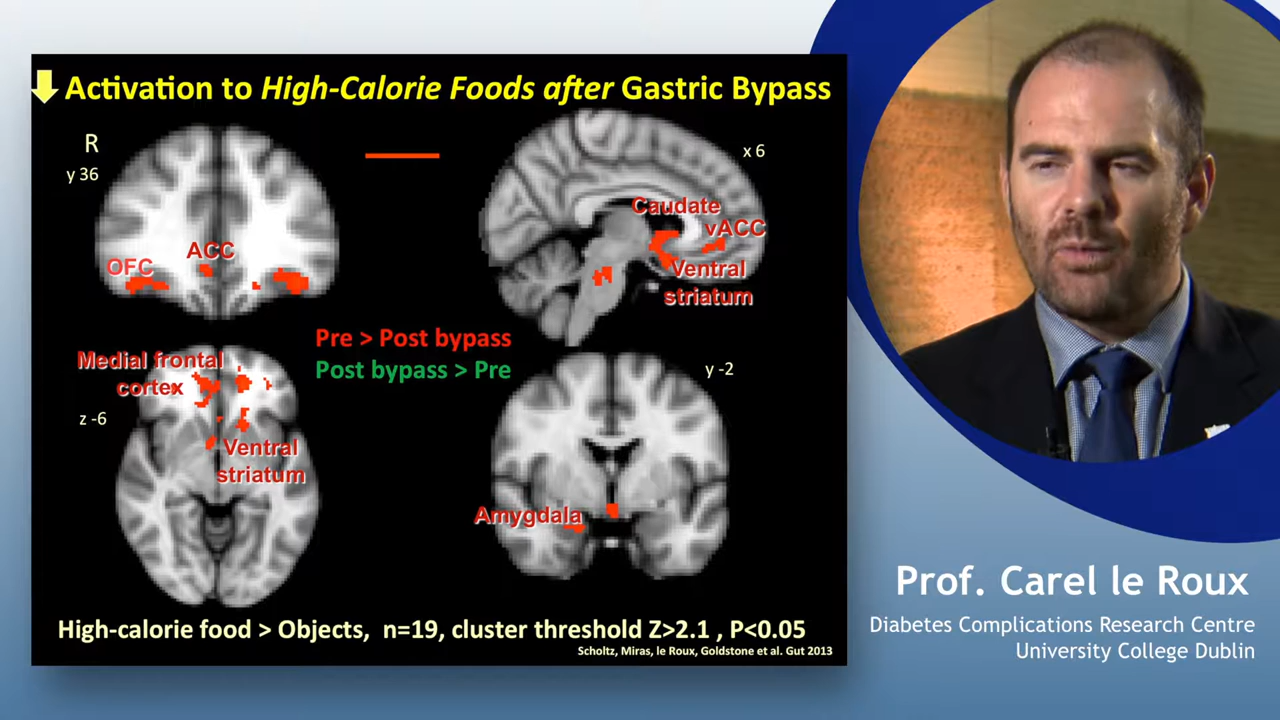 Activation to High-Calorie Foods after Gastric Bypass
R
y 36
x 6
ACC
OFC
Caudate
vACC
Ventral
striatum
Pre > Post bypass
Post bypass > Pre
Medial frontal
cortex
z -6
Ventral
striatum
y -2
Amygdala
High-calorie food > Objects, n=19, cluster threshold Z>2.1 , P<0.05
Scholtz, Miras, le Roux, Goldstone et al. Gut 2013
Prof. Carel le Roux
Diabetes Complications Research Centre
University College Dublin